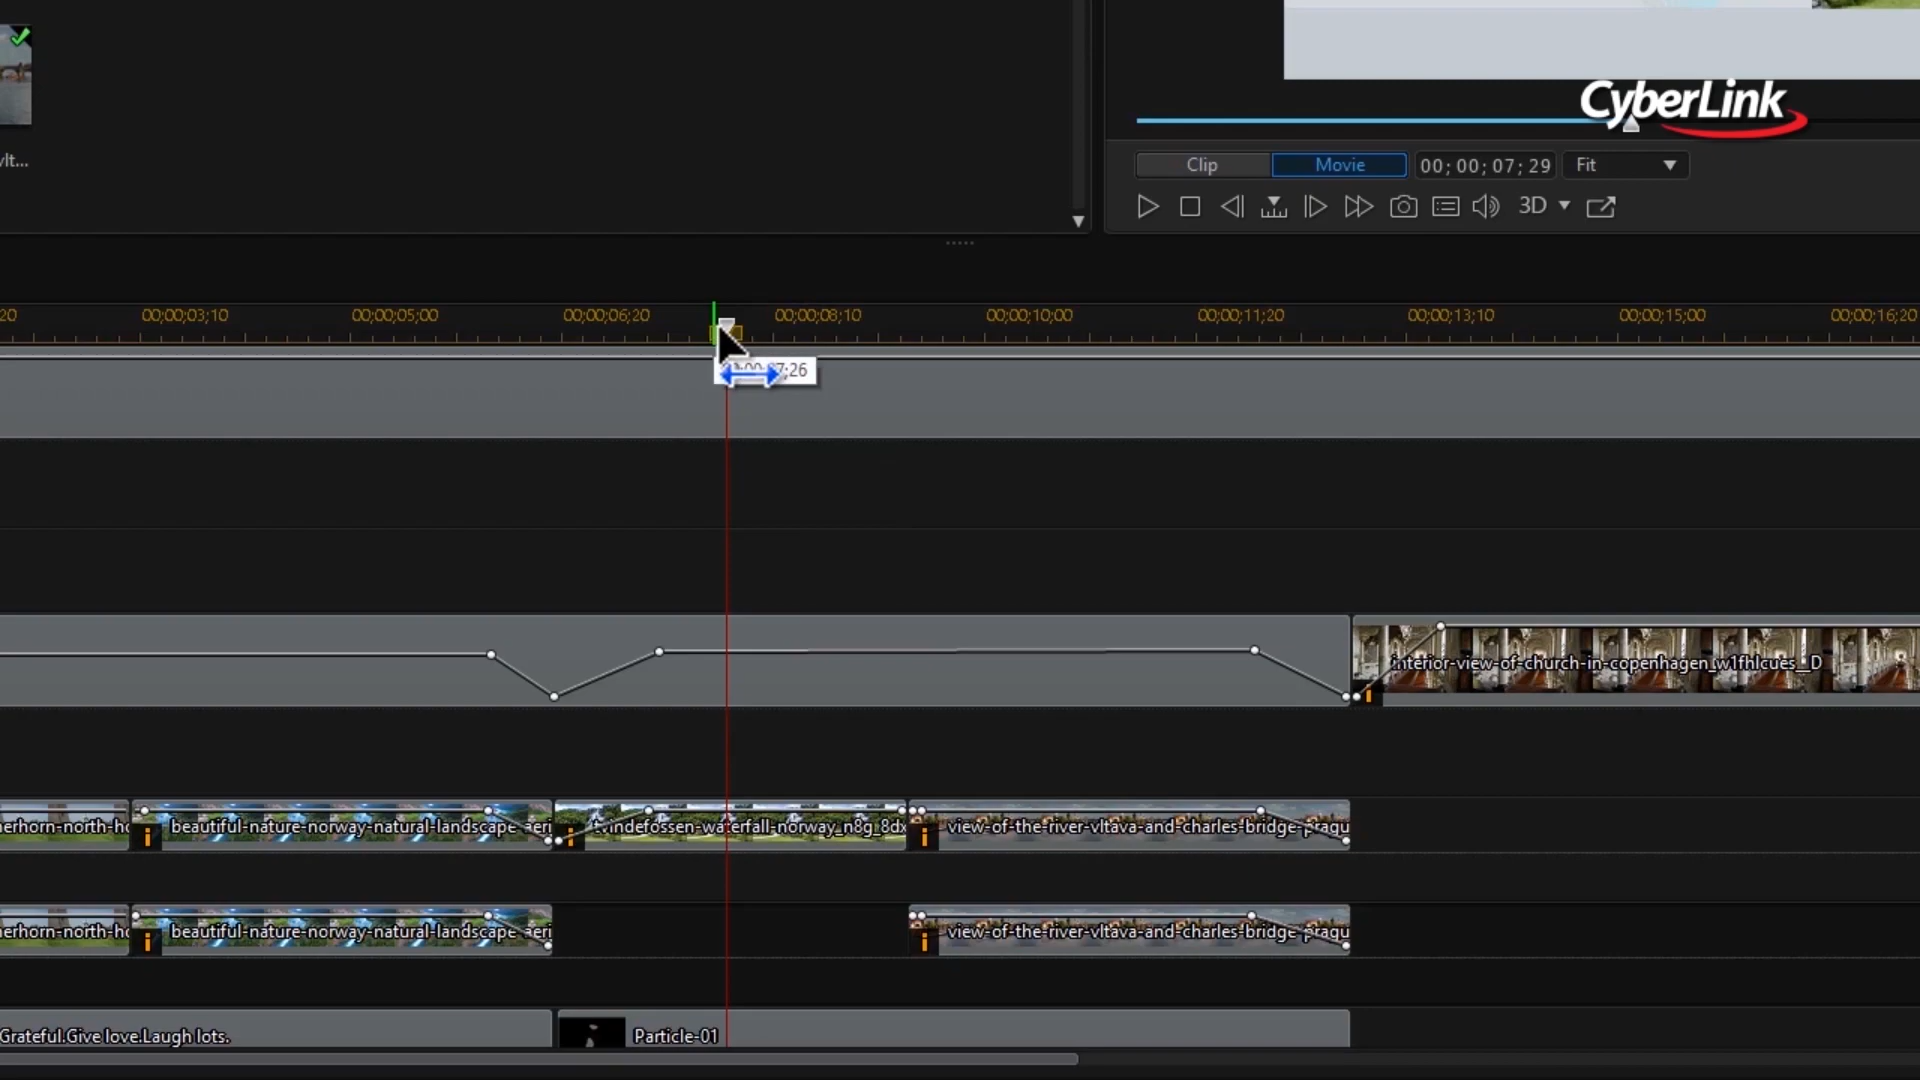 CyberLink
vlt...
Clip
Movie
00; 00; 07; 29
Fit
3D
20
00;00;03;10
00;00;05;00
00;00;06;20
00;00;08;10
00;00;10;00
00;00;11;20
00;00;13;10
00;00;15;00
00;00;16;20
;26
interior-view-of-church-in-copenhagen_w1fhlcues__D
erhorn-north-ho
beautiful-nature-norway-natural-landscape-aeri
tvindefossen-waterfall-norway_n8g_8dx
view-of-the-river-vltava-and-charles-bridge-pragu
erhorn-north-ho
beautiful-nature-norway-natural-landscape-aeri
view-of-the-river-vltava-and-charles-bridge-pragu
Grateful.Give love.Laugh lots.
Particle-01